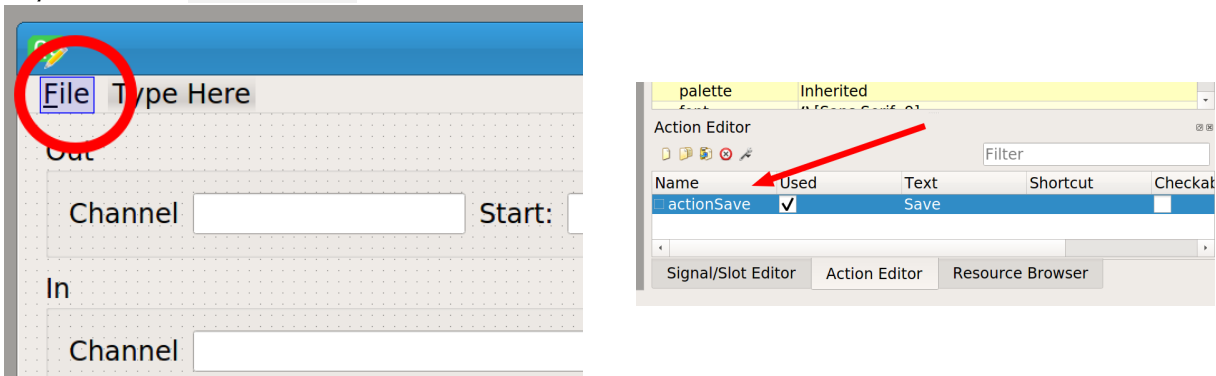 File Type Here
Out
Channel Start:
In
Channel
palette Inherited
Action Editor
Filter
Name Used Text Shortcut Checkab
actionSave Save
Signal/Slot Editor Action Editor Resource Browser